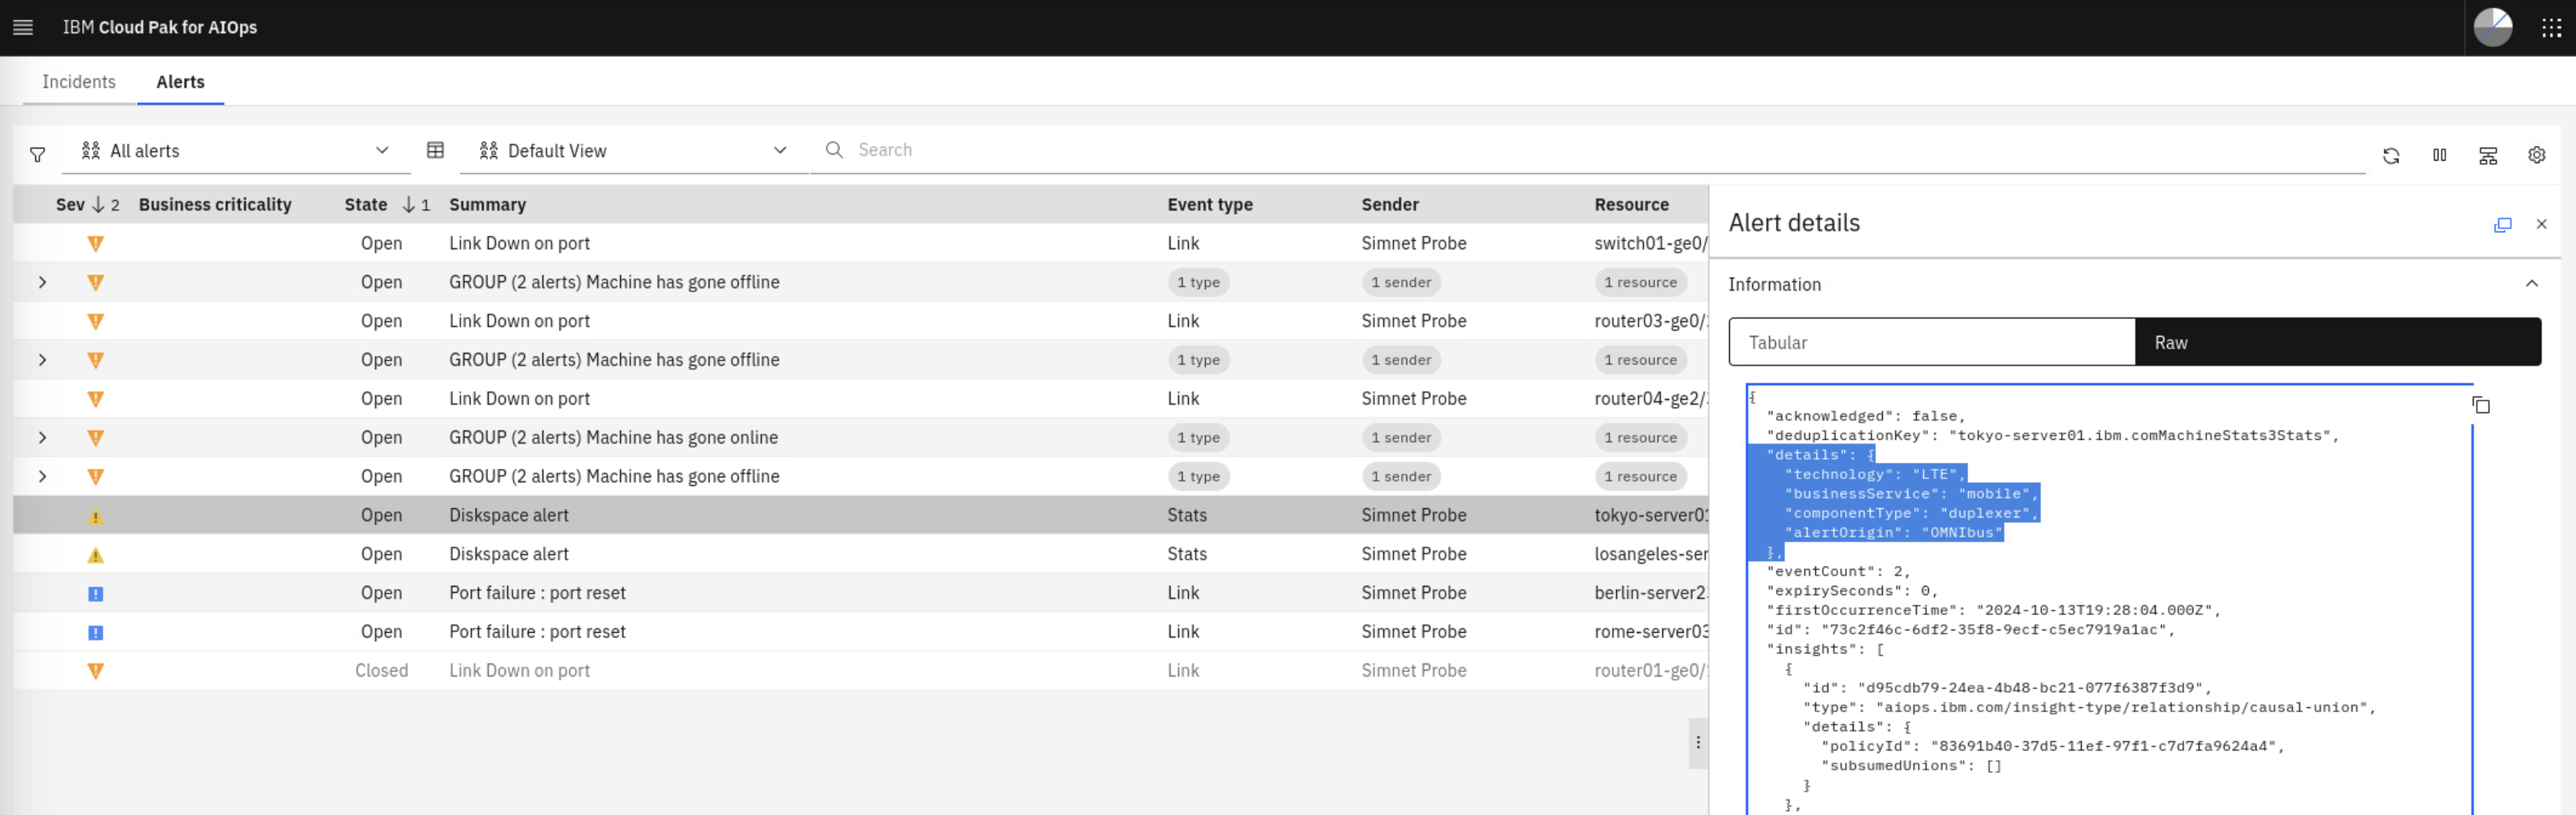 IBM Cloud Pak for AIOps
Incidents Alerts
All alerts Default View Search
Sev 2 Business criticality State 1 Summary Event type Sender Resource
Open Link Down on port Link Simnet Probe switch01-ge0/
Open GROUP (2 alerts) Machine has gone offline 1 type 1 sender 1 resource
Open Link Down on port Link Simnet Probe router03-ge0/
Open GROUP (2 alerts) Machine has gone offline 1 type 1 sender 1 resource
Open Link Down on port Link Simnet Probe router04-ge2/
Open GROUP (2 alerts) Machine has gone online 1 type 1 sender 1 resource
Open GROUP (2 alerts) Machine has gone offline 1 type 1 sender 1 resource
Open Diskspace alert Stats Simnet Probe tokyo-server01
Open Diskspace alert Stats Simnet Probe losangeles-ser
Open Port failure : port reset Link Simnet Probe berlin-server2
Open Port failure : port reset Link Simnet Probe rome-server03
Closed Link Down on port Link Simnet Probe router01-ge0/
Alert details
Information
Tabular Raw
{
"acknowledged": false,
"deduplicationKey": "tokyo-server01.ibm.comMachineStats3Stats",
"details": {
"technology": "LTE",
"businessService": "mobile",
"componentType": "duplexer",
"alertOrigin": "OMNIbus"
},
"eventCount": 2,
"expirySeconds": 0,
"firstOccurrenceTime": "2024-10-13T19:28:04.000Z",
"id": "73c2f46c-6df2-35f8-9ecf-c5ec7919a1ac",
"insights": [
{
"id": "d95cdb79-24ea-4b48-bc21-077f6387f3d9",
"type": "aiops.ibm.com/insight-type/relationship/causal-union",
"details": {
"policyId": "83691b40-37d5-11ef-97f1-c7d7fa9624a4",
"subsumedUnions": []
}
},